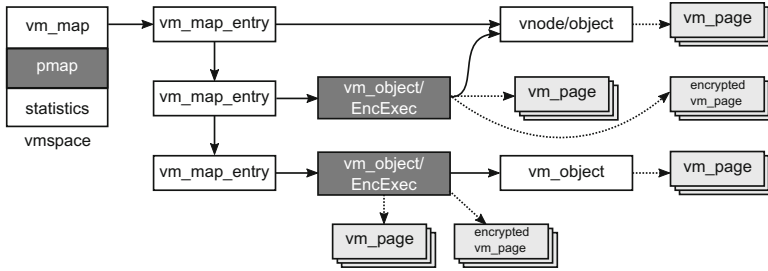 vm_map
pmap
statistics
vmspace
vm_map_entry
vnode/object
vm_page
vm_map_entry
vm_object/
EncExec
vm_page
encrypted
vm_page
vm_map_entry
vm_object/
EncExec
vm_object
vm_page
vm_page
encrypted
vm_page